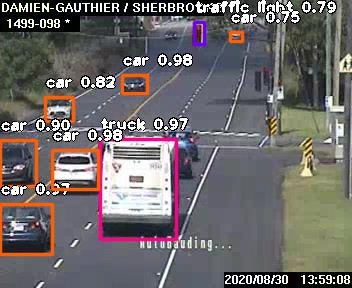 DAMIEN-GAUTHIER / SHERBRO
traffic light 0.79
1499-098 *
car 0.75
car 0.98
car 0.82
car 0.90
car 0.98
truck 0.97
car 0.97
Autobauding...
2020/08/30 13:59:08